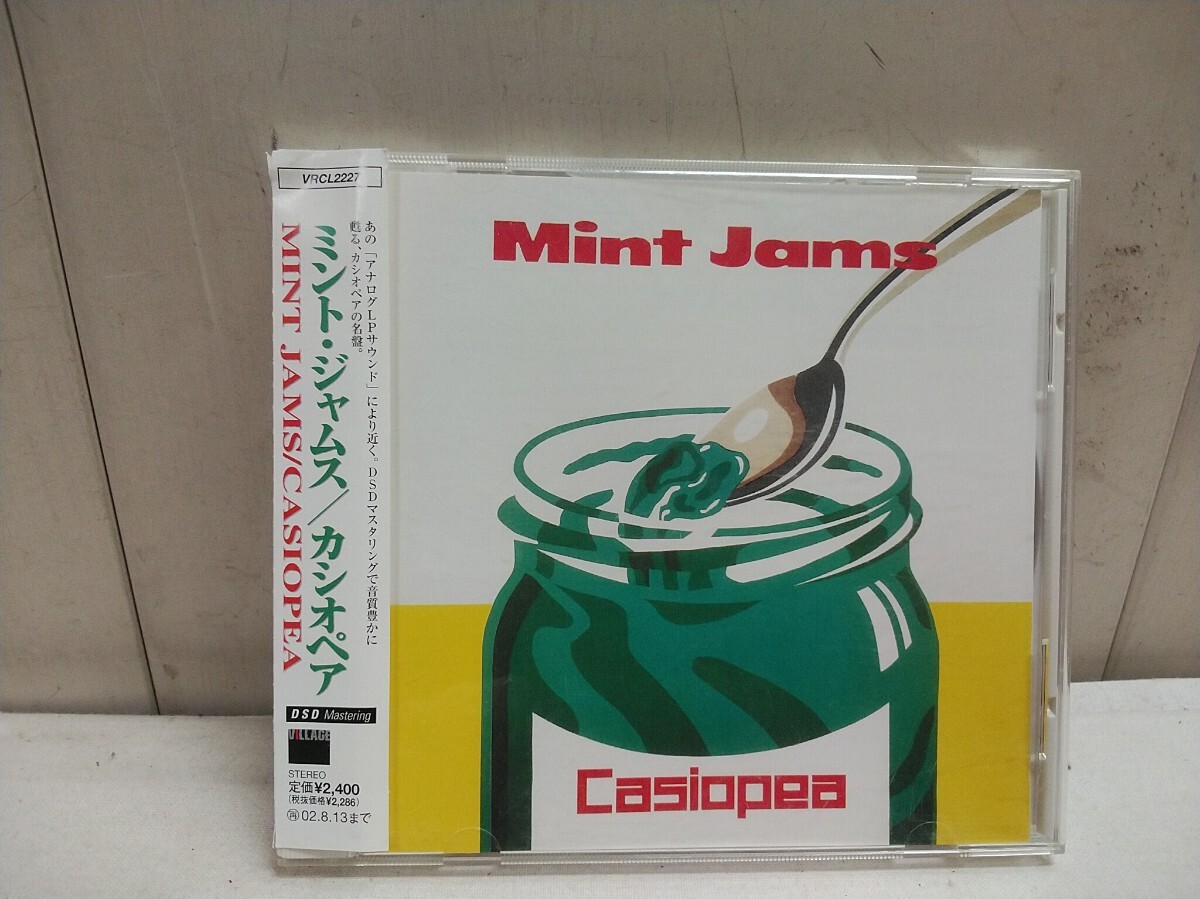 VRCL2227
あの「アナログLPサウンド」により近く。DSDマスタリングで音質豊かに
甦る、カシオペアの名盤。
ミント・ジャムス/カシオペア
MINT JAMS/CASIOPEA
DSD Mastering
VILLAGE
STEREO
定価¥2,400
(税抜価格¥2,286)
再02.8.13まで
Mint Jams
Casiopea